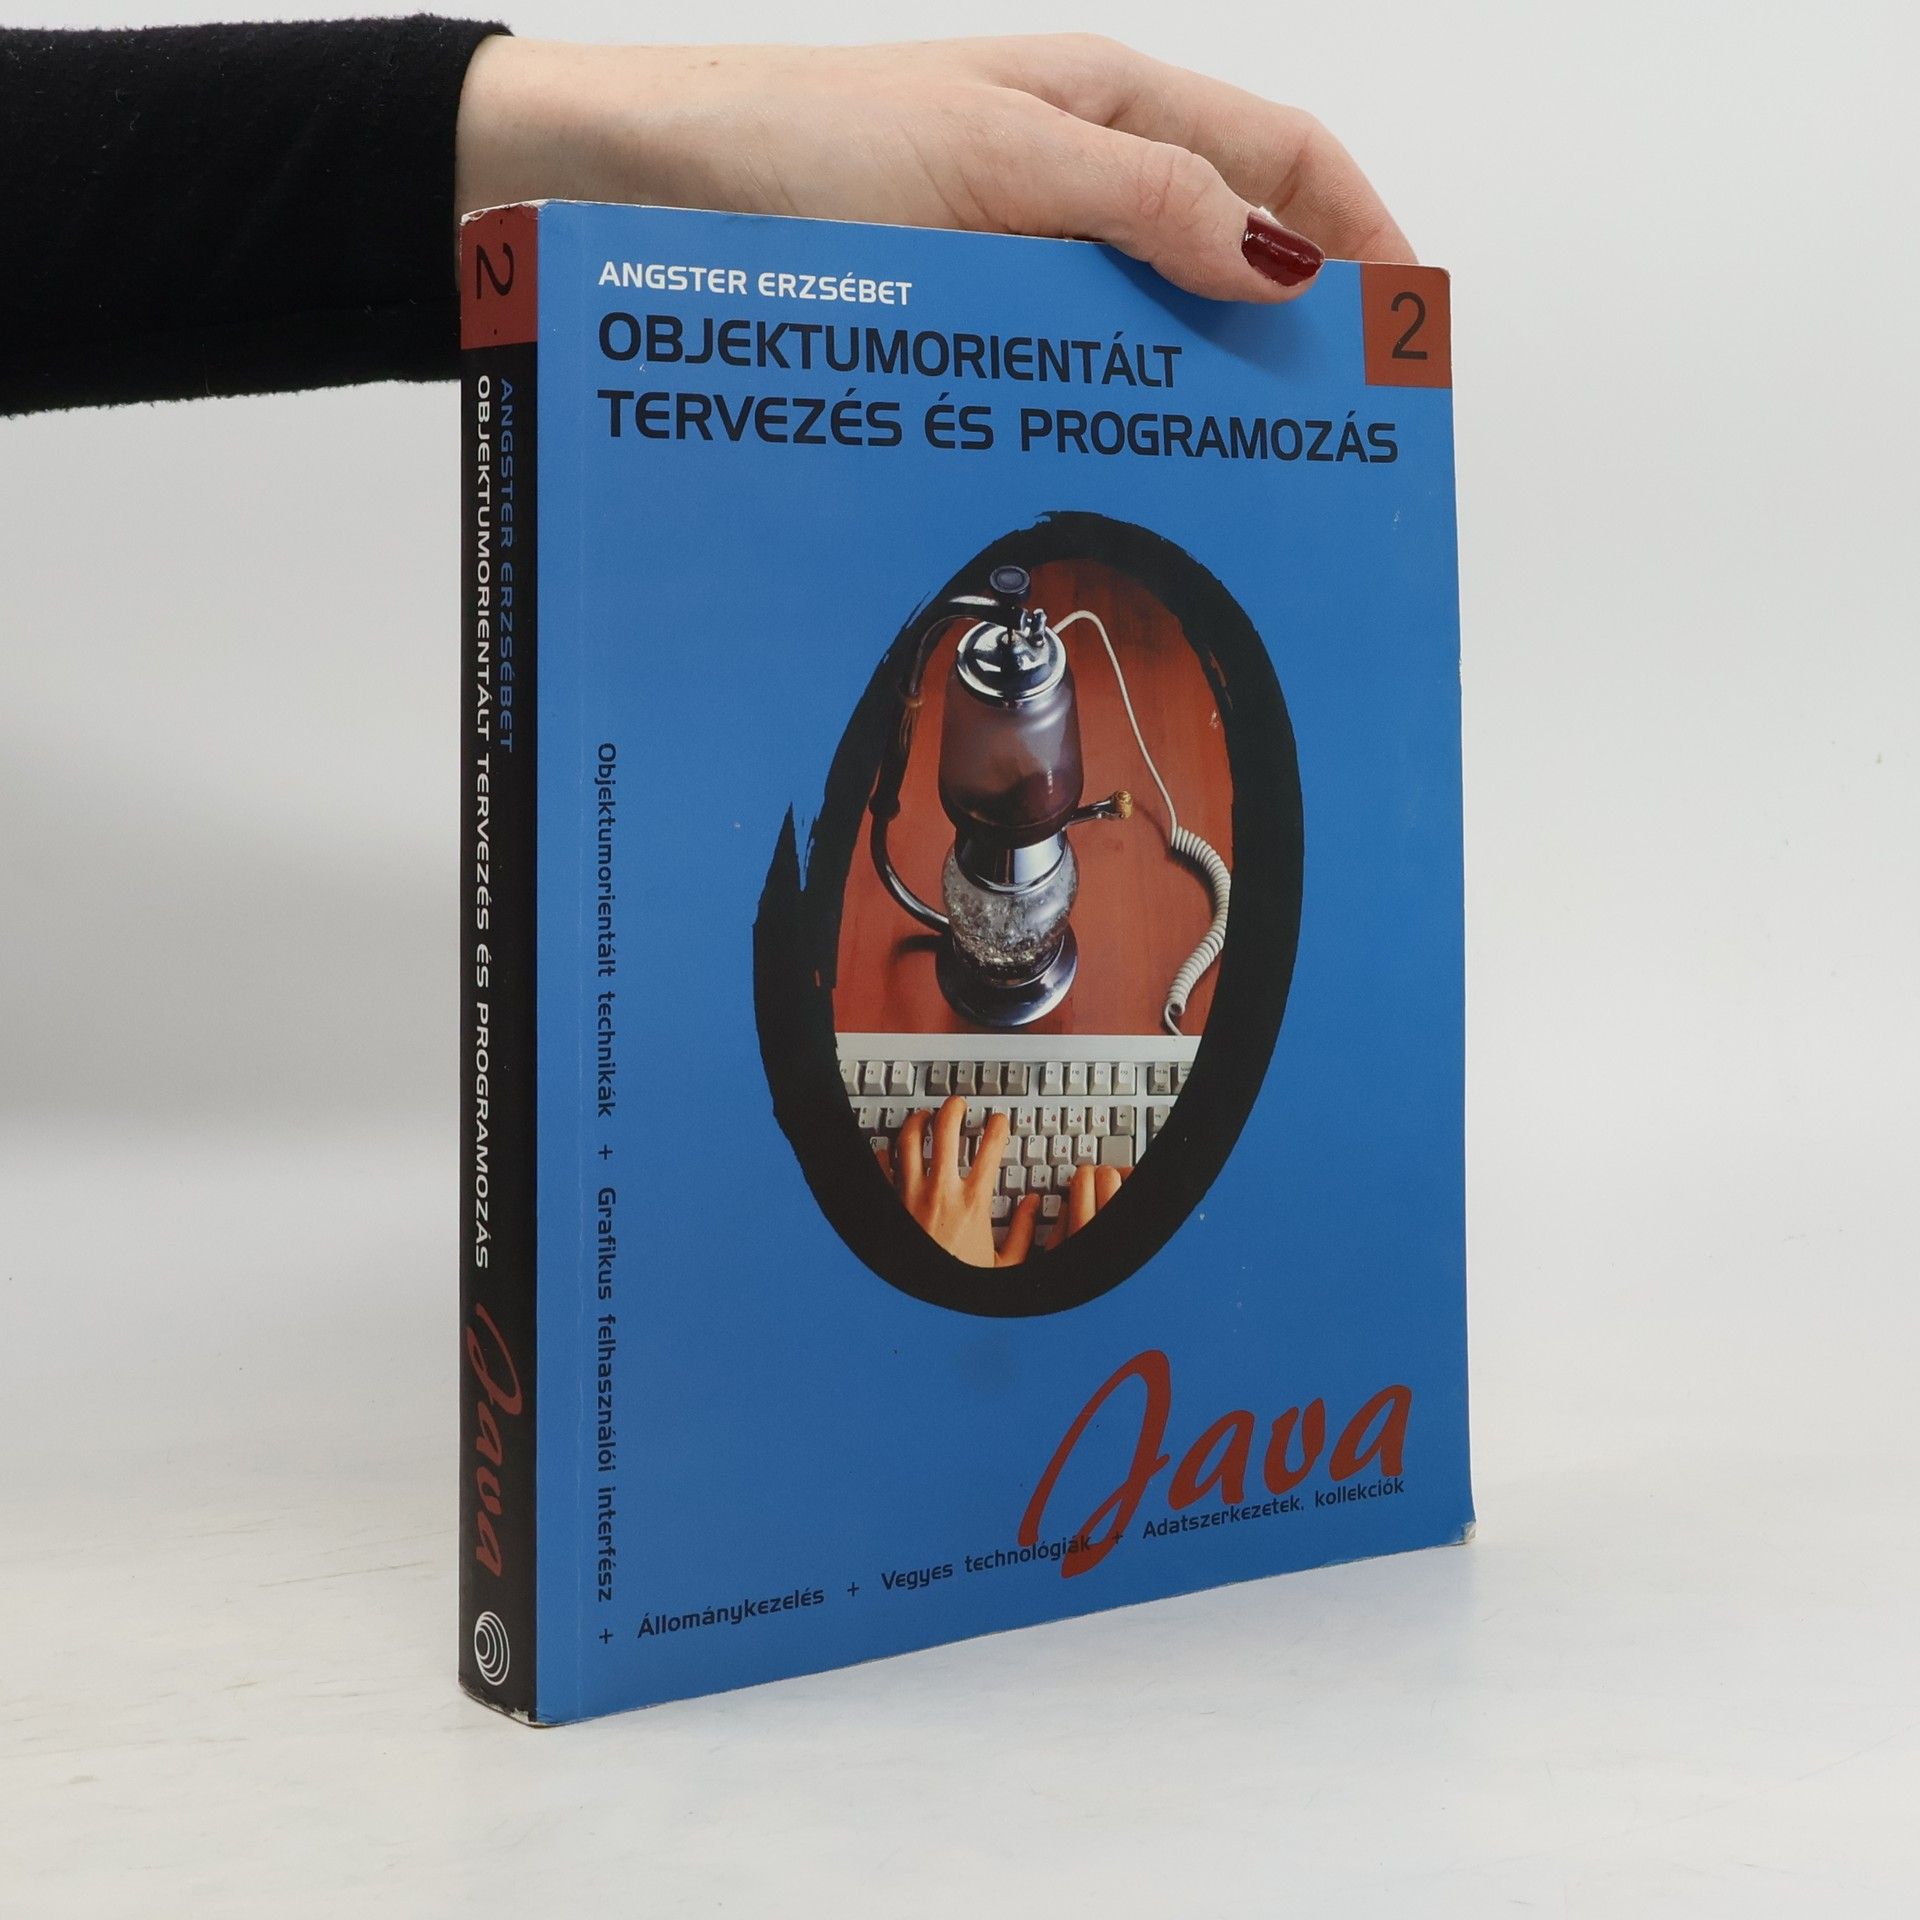 2
ANGSTER ERZSÉBET
OBJEKTUMORIENTÁLT TERVEZÉS ÉS PROGRAMOZÁS
Java
ANGSTER ERZSÉBET
OBJEKTUMORIENTÁLT
TERVEZÉS ÉS PROGRAMOZÁS
2
Objektumorientált technikák + Grafikus felhasználói interfész +
Java
Állománykezelés + Vegyes technológiák + Adatszerkezetek, kollekciók